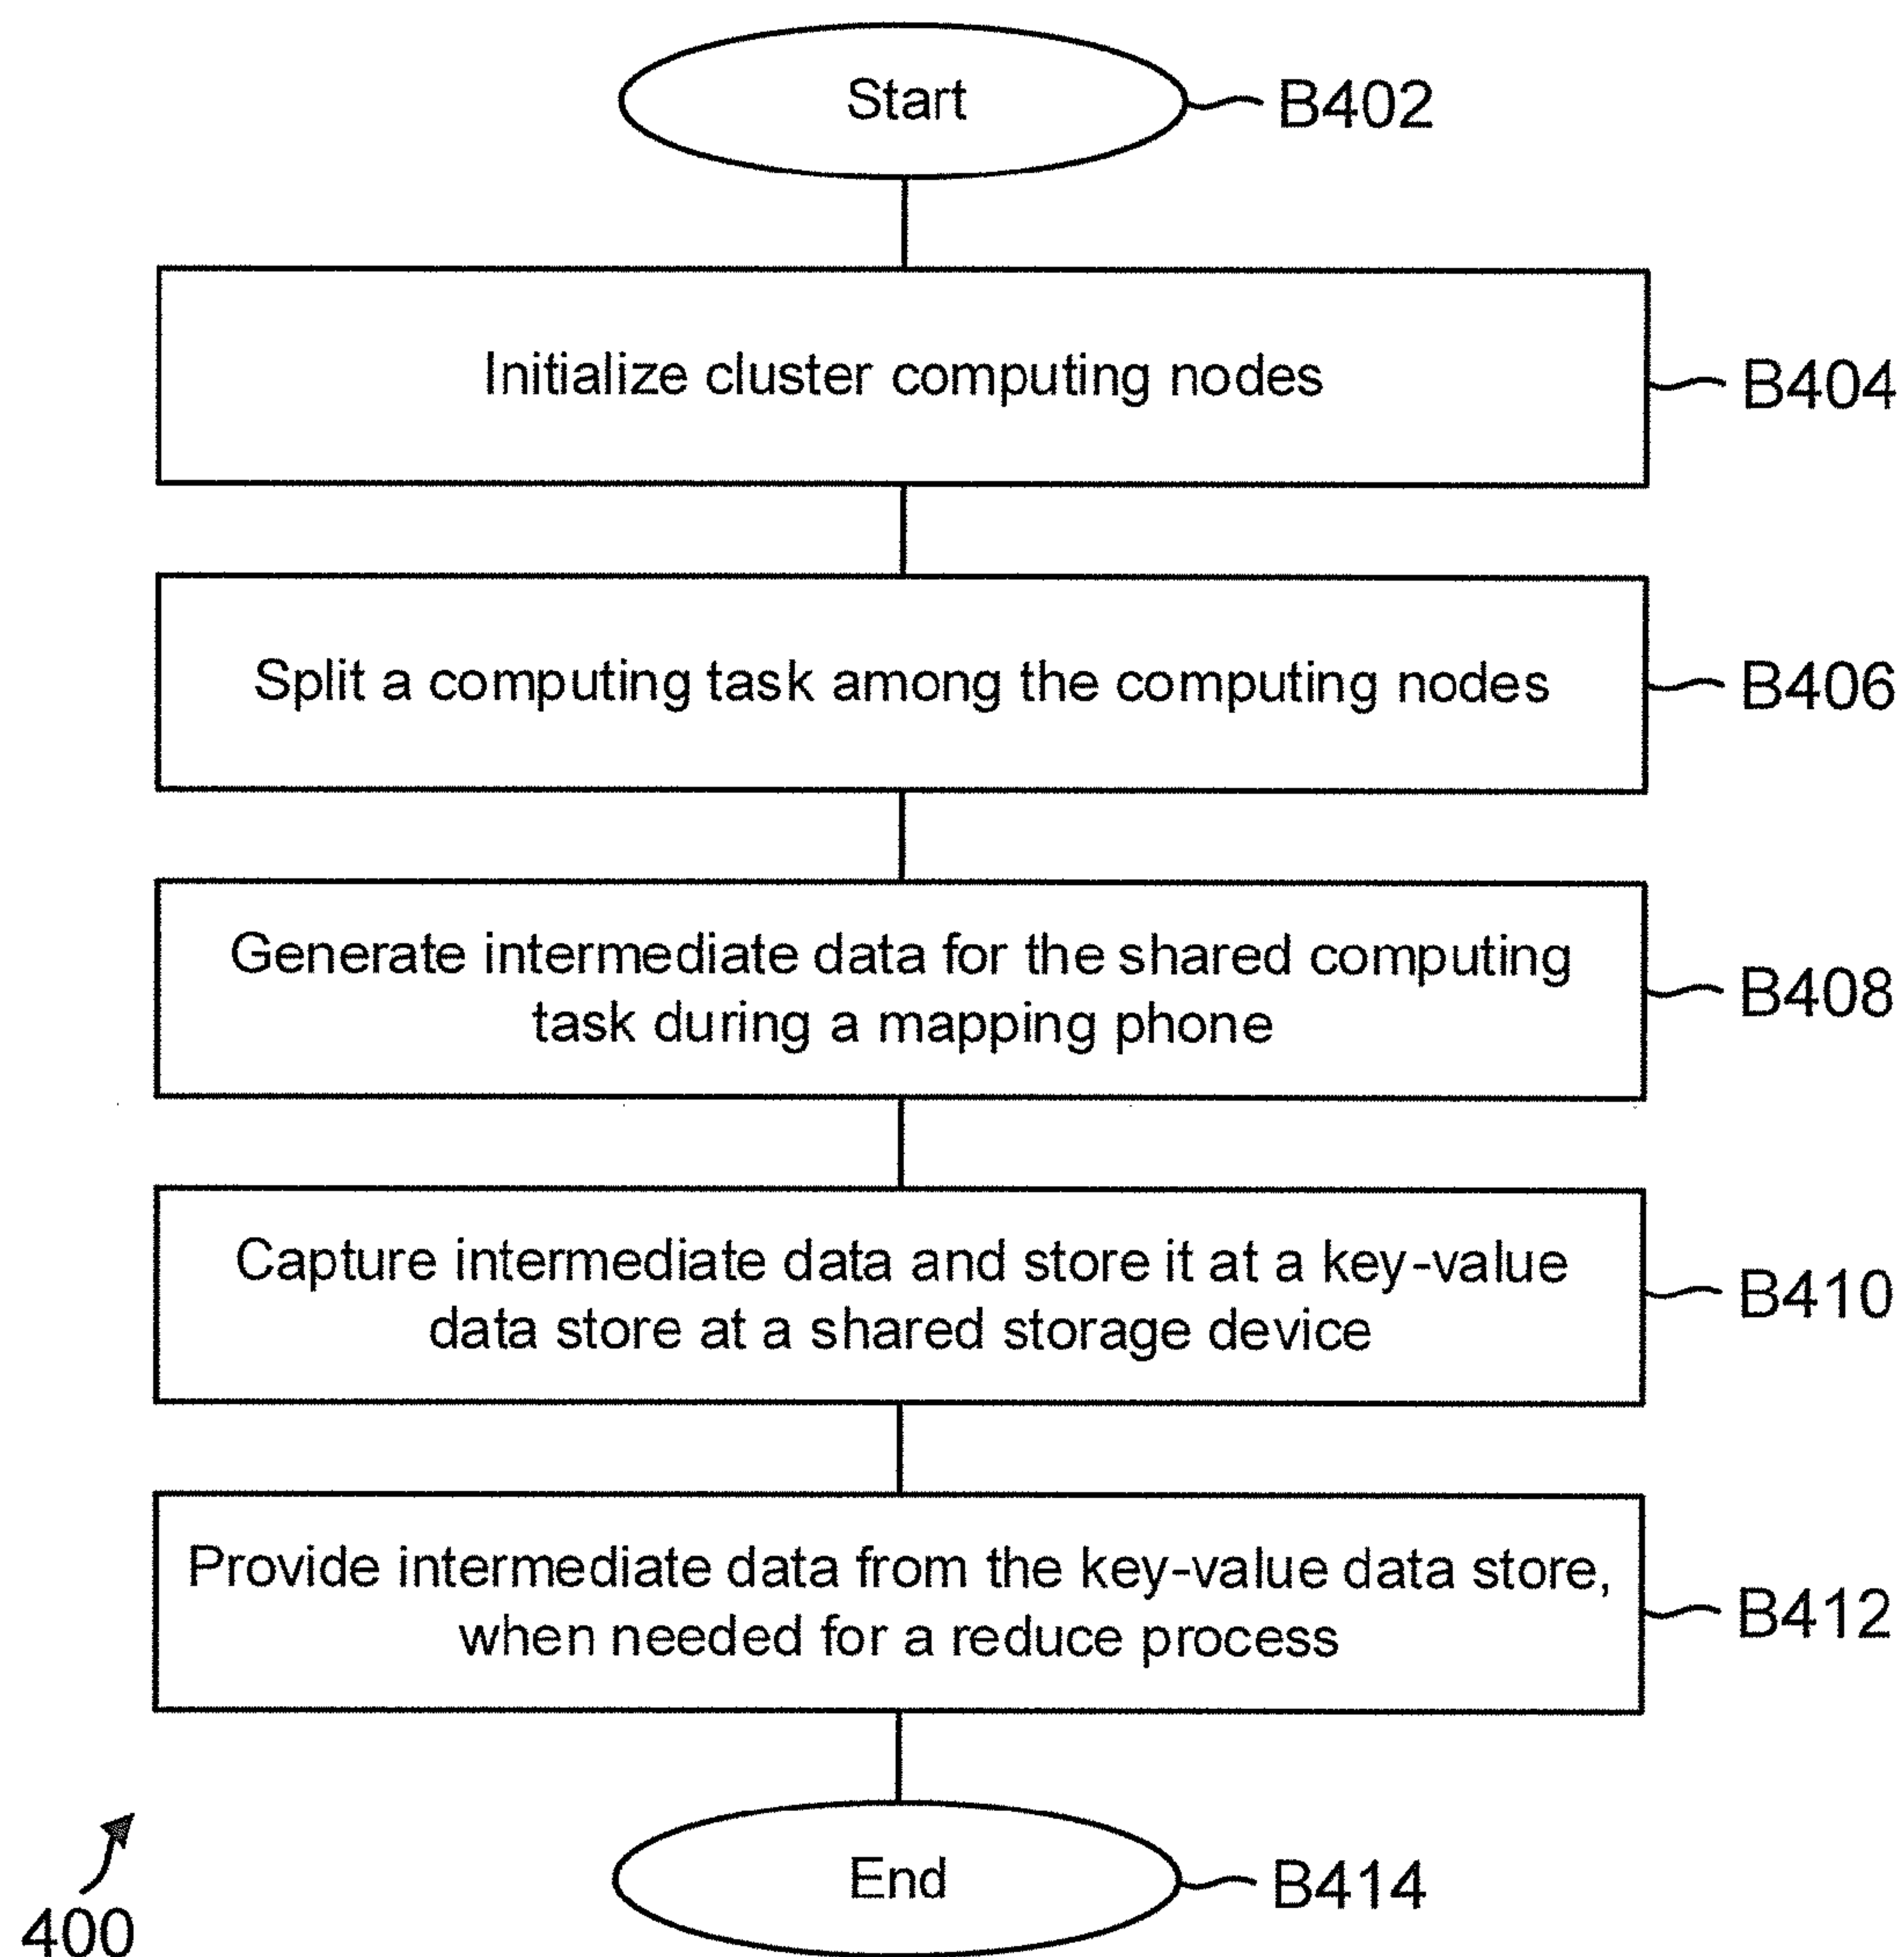 Start
B402
Initialize cluster computing nodes
B404
Split a computing task among the computing nodes
B406
Generate intermediate data for the shared computing
task during a mapping phone
B408
Capture intermediate data and store it at a key-value
data store at a shared storage device
B410
Provide intermediate data from the key-value data store,
when needed for a reduce process
B412
End
B414
400